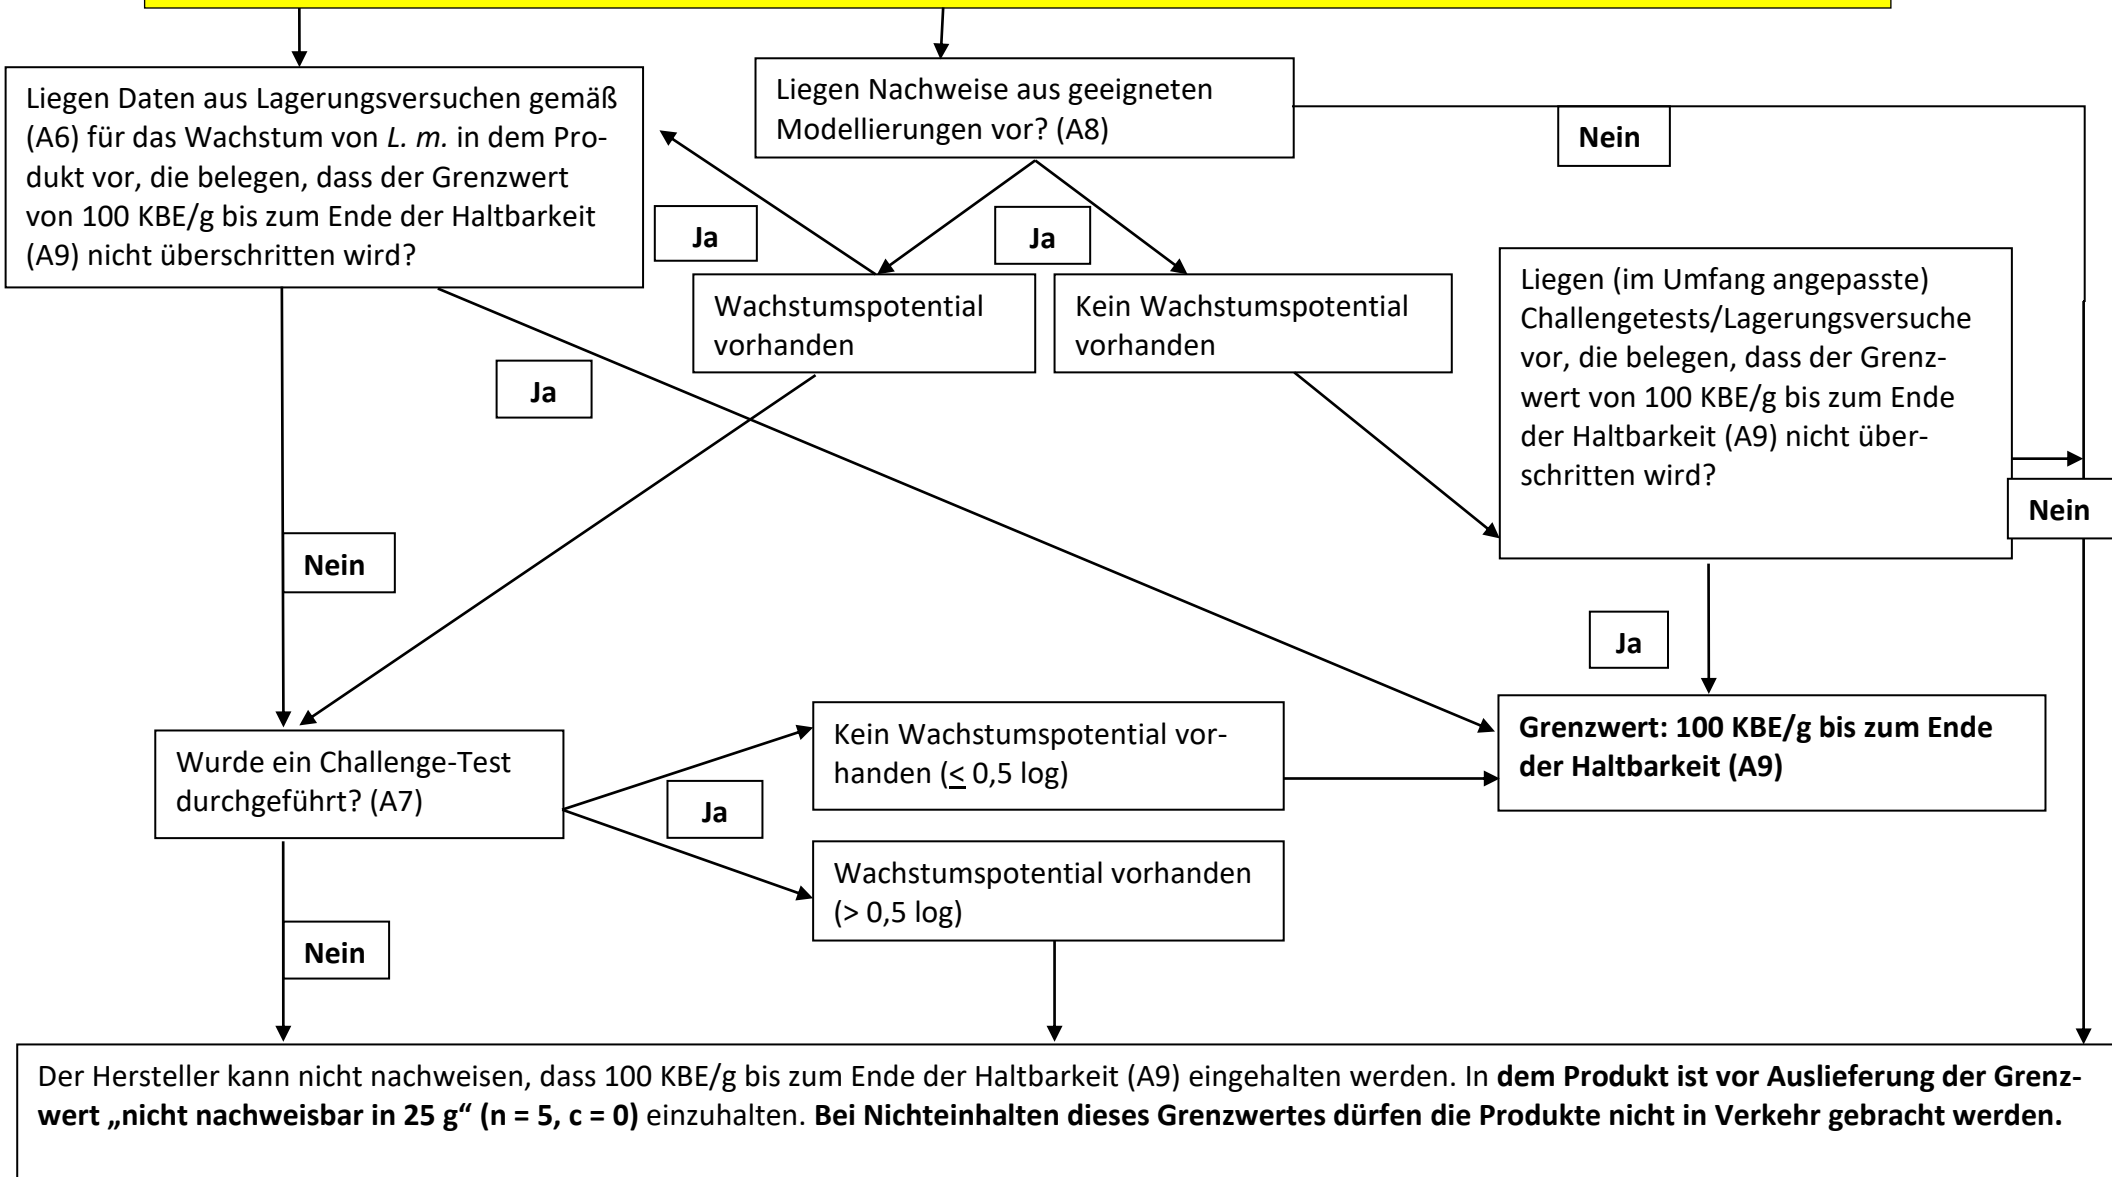 Liegen Daten aus Lagerungsversuchen gemäß
(A6) für das Wachstum von L. m. in dem Pro-
dukt vor, die belegen, dass der Grenzwert
von 100 KBE/g bis zum Ende der Haltbarkeit
(A9) nicht überschritten wird?
Liegen Nachweise aus geeigneten
Modellierungen vor? (A8)
Nein
Ja
Ja
Wachstumspotential
vorhanden
Kein Wachstumspotential
vorhanden
Liegen (im Umfang angepasste)
Challengetests/Lagerungsversuche
vor, die belegen, dass der Grenz-
wert von 100 KBE/g bis zum Ende
der Haltbarkeit (A9) nicht über-
schritten wird?
Ja
Nein
Nein
Ja
Wurde ein Challenge-Test
durchgeführt? (A7)
Kein Wachstumspotential vor-
handen (≤ 0,5 log)
Grenzwert: 100 KBE/g bis zum Ende
der Haltbarkeit (A9)
Ja
Wachstumspotential vorhanden
(> 0,5 log)
Nein
Der Hersteller kann nicht nachweisen, dass 100 KBE/g bis zum Ende der Haltbarkeit (A9) eingehalten werden. In dem Produkt ist vor Auslieferung der Grenz-
wert „nicht nachweisbar in 25 g“ (n = 5, c = 0) einzuhalten. Bei Nichteinhalten dieses Grenzwertes dürfen die Produkte nicht in Verkehr gebracht werden.